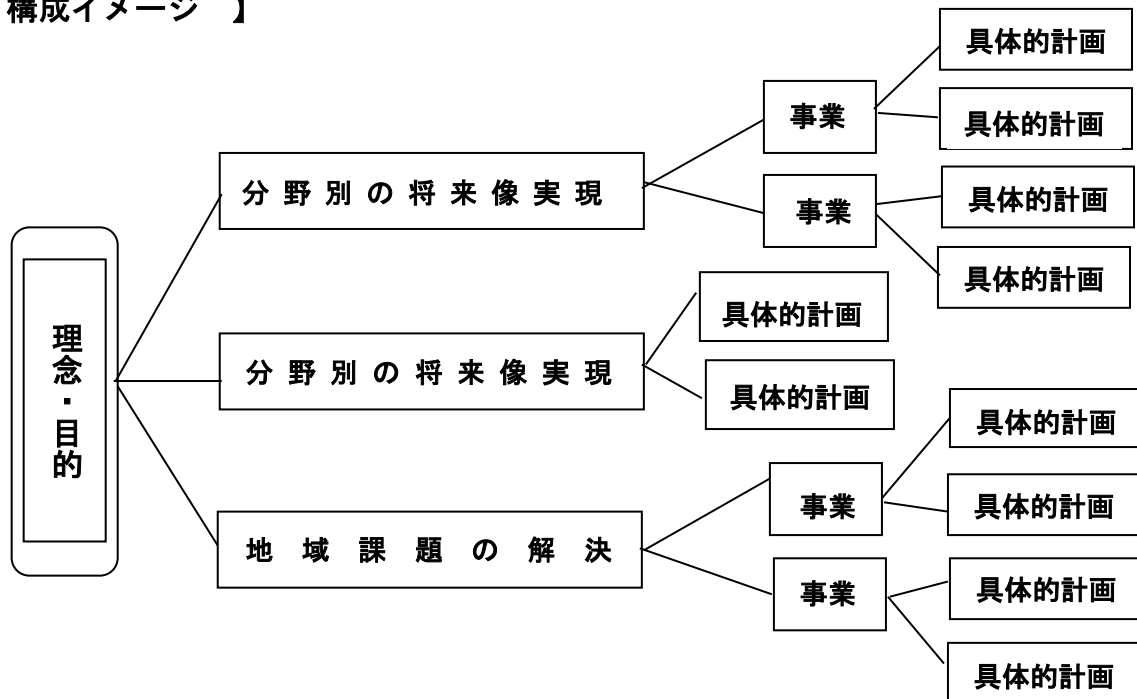 構成イメージ 】
理念・目的
分野別の将来像実現
事業
具体的計画
具体的計画
事業
具体的計画
具体的計画
分野別の将来像実現
具体的計画
具体的計画
地域課題の解決
事業
具体的計画
具体的計画
事業
具体的計画
具体的計画